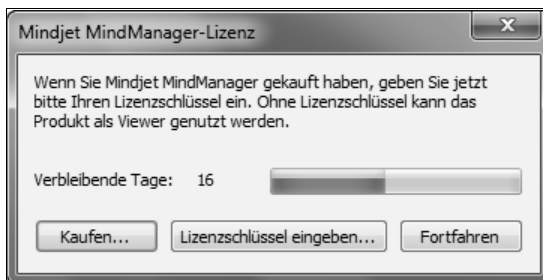 Mindjet MindManager-Lizenz
Wenn Sie Mindjet MindManager gekauft haben, geben Sie jetzt
bitte Ihren Lizenzschlüssel ein. Ohne Lizenzschlüssel kann das
Produkt als Viewer genutzt werden.
Verbleibende Tage: 16
Kaufen... Lizenzschlüssel eingeben... Fortfahren